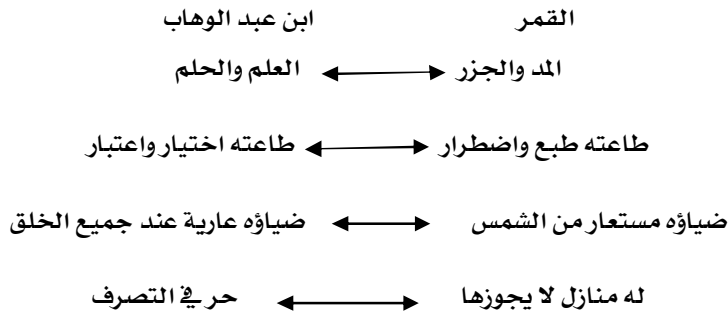 القمر ابن عبد الوهاب
المد والجزر العلم والحلم
طاعته طبع واضطرار طاعته اختيار واعتبار
ضياؤه مستعار من الشمس ضياؤه عارية عند جميع الخلق
له منازل لا يجوزها حر في التصرف